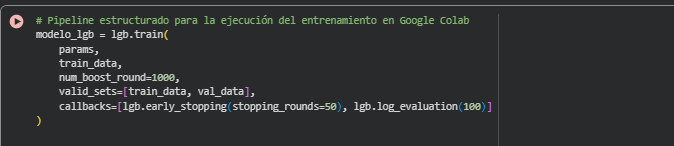 # Pipeline estructurado para la ejecución del entrenamiento en Google Colab
modelo_lgb = lgb.train(
    params,
    train_data,
    num_boost_round=1000,
    valid_sets=[train_data, val_data],
    callbacks=[lgb.early_stopping(stopping_rounds=50), lgb.log_evaluation(100)]
)